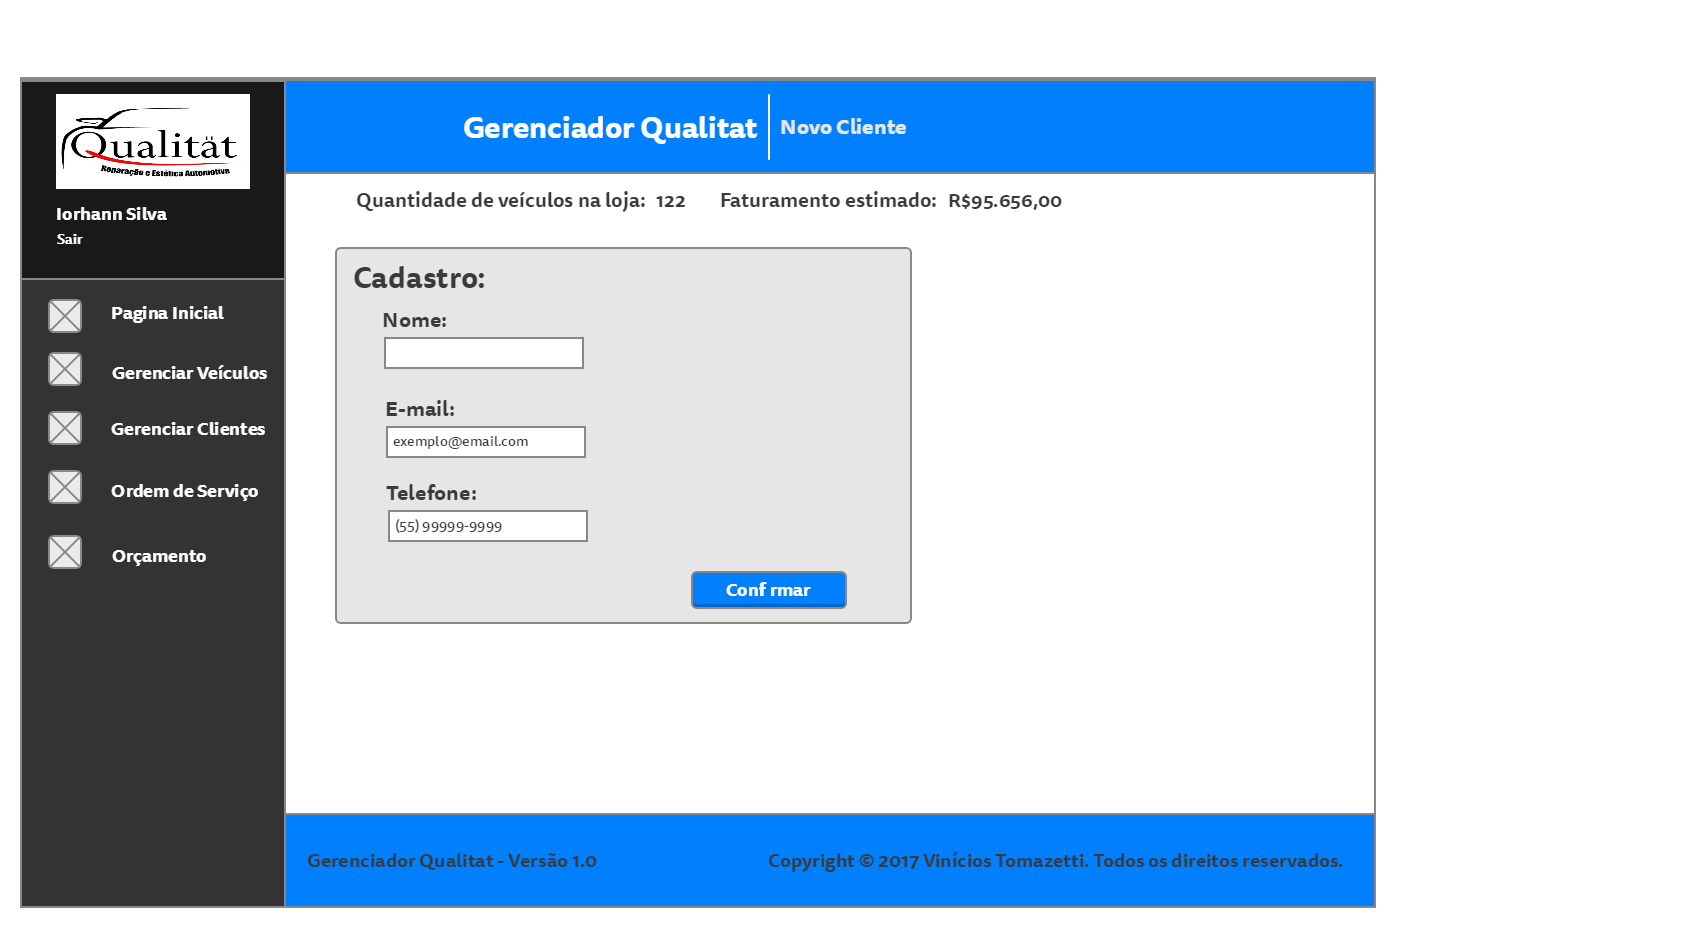 Qualität
Reparação e Estética Automotiva
Iorhann Silva
Sair
Pagina Inicial
Gerenciar Veículos
Gerenciar Clientes
Ordem de Serviço
Orçamento
Gerenciador Qualitat Novo Cliente
Quantidade de veículos na loja: 122 Faturamento estimado: R$95.656,00
Cadastro:
Nome:
E-mail:
exemplo@email.com
Telefone:
(55) 99999-9999
Conf rmar
Gerenciador Qualitat - Versão 1.0 Copyright © 2017 Vinícios Tomazetti. Todos os direitos reservados.